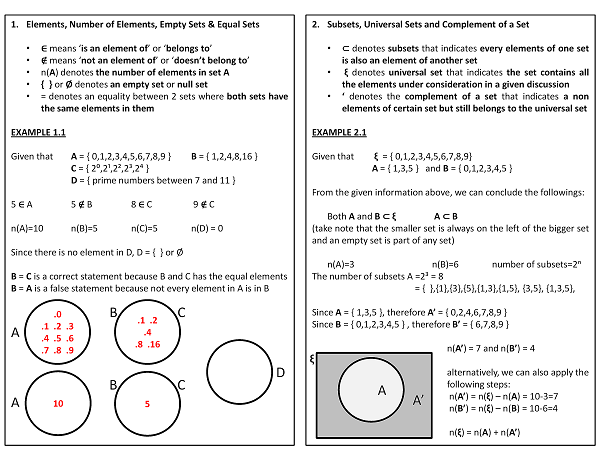 1. Elements, Number of Elements, Empty Sets & Equal Sets
• ∈ means 'is an element of' or 'belongs to'
• ∉ means 'not an element of' or 'doesn't belong to'
• n(A) denotes the number of elements in set A
• { } or Ø denotes an empty set or null set
• = denotes an equality between 2 sets where both sets have
the same elements in them
EXAMPLE 1.1
Given that A = { 0,1,2,3,4,5,6,7,8,9 } B = { 1,2,4,8,16 }
C = { 2⁰,2¹,2²,2³,2⁴ }
D = { prime numbers between 7 and 11 }
5 ∈ A 5 ∉ B 8 ∈ C 9 ∉ C
n(A)=10 n(B)=5 n(C)=5 n(D) = 0
Since there is no element in D, D = { } or Ø
B = C is a correct statement because B and C has the equal elements
B = A is a false statement because not every element in A is in B
A
.0
.1 .2 .3
.4 .5 .6
.7 .8 .9
B C
.1 .2
.4
.8 .16
D
A
10
B C
5
2. Subsets, Universal Sets and Complement of a Set
• ⊂ denotes subsets that indicates every elements of one set
is also an element of another set
• ξ denotes universal set that indicates the set contains all
the elements under consideration in a given discussion
• ' denotes the complement of a set that indicates a non
elements of certain set but still belongs to the universal set
EXAMPLE 2.1
Given that ξ = { 0,1,2,3,4,5,6,7,8,9}
A = { 1,3,5 } and B = { 0,1,2,3,4,5 }
From the given information above, we can conclude the followings:
Both A and B ⊂ ξ A ⊂ B
(take note that the smaller set is always on the left of the bigger set
and an empty set is part of any set)
n(A)=3 n(B)=6 number of subsets=2ⁿ
The number of subsets A =2³ = 8
= { },{1},{3},{5},{1,3},{1,5}, {3,5}, {1,3,5},
Since A = { 1,3,5 }, therefore A' = { 0,2,4,6,7,8,9 }
Since B = { 0,1,2,3,4,5 } , therefore B' = { 6,7,8,9 }
ξ
A
A'
n(A') = 7 and n(B') = 4
alternatively, we can also apply the
following steps:
n(A') = n(ξ) – n(A) = 10-3=7
n(B') = n(ξ) – n(B) = 10-6=4
n(ξ) = n(A) + n(A')